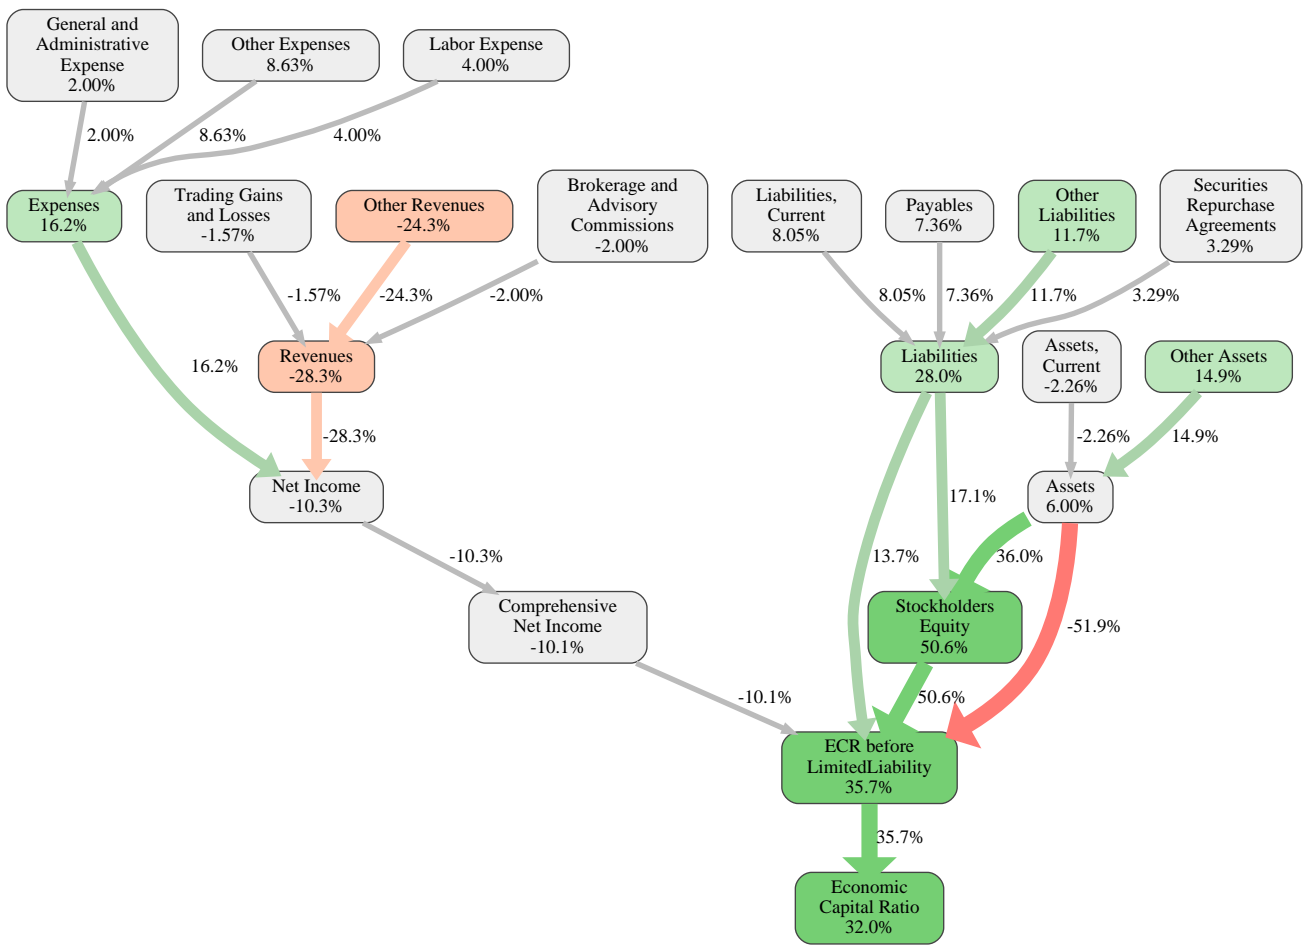 General and
Administrative
Expense
2.00%
Other Expenses
8.63%
Labor Expense
4.00%
2.00%
8.63%
4.00%
Expenses
16.2%
Trading Gains
and Losses
-1.57%
Other Revenues
-24.3%
Brokerage and
Advisory
Commissions
-2.00%
Liabilities,
Current
8.05%
Payables
7.36%
Other
Liabilities
11.7%
Securities
Repurchase
Agreements
3.29%
-1.57%
-24.3%
-2.00%
8.05%
7.36%
11.7%
3.29%
16.2%
Revenues
-28.3%
Liabilities
28.0%
Assets,
Current
-2.26%
Other Assets
14.9%
-28.3%
-2.26%
14.9%
Net Income
-10.3%
17.1%
Assets
6.00%
-10.3%
13.7%
36.0%
Comprehensive
Net Income
-10.1%
Stockholders
Equity
50.6%
-51.9%
-10.1%
50.6%
ECR before
LimitedLiability
35.7%
35.7%
Economic
Capital Ratio
32.0%